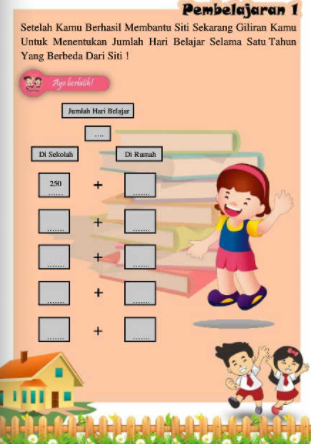 Pembelajaran 1
Setelah Kamu Berhasil Membantu Siti Sekarang Giliran Kamu
Untuk Menentukan Jumlah Hari Belajar Selama Satu Tahun
Yang Berbeda Dari Siti !
Ayo berlatih!
Jumlah Hari Belajar
....
Di Sekolah Di Rumah
250 ....... + .......
....... + .......
....... + .......
....... + .......
....... + .......